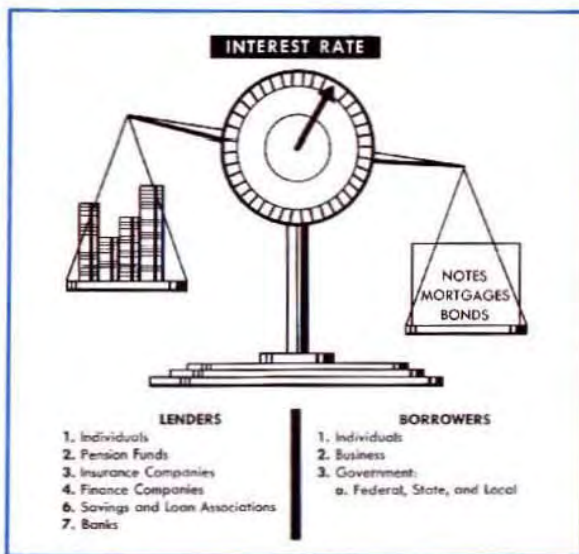 INTEREST RATE
NOTES
MORTGAGES
BONDS
LENDERS
1. Individuals
2. Pension Funds
3. Insurance Companies
4. Finance Companies
6. Savings and Loan Associations
7. Banks
BORROWERS
1. Individuals
2. Business
3. Government:
a. Federal, State, and Local